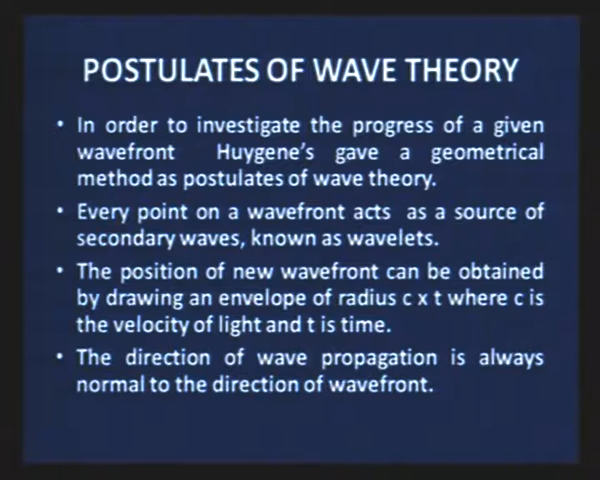 POSTULATES OF WAVE THEORY
• In order to investigate the progress of a given
wavefront Huygene's gave a geometrical
method as postulates of wave theory.
• Every point on a wavefront acts as a source of
secondary waves, known as wavelets.
• The position of new wavefront can be obtained
by drawing an envelope of radius c x t where c is
the velocity of light and t is time.
• The direction of wave propagation is always
normal to the direction of wavefront.